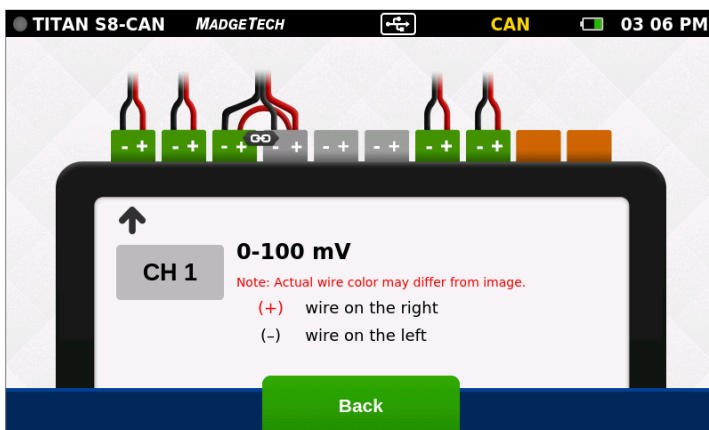 TITAN S8-CAN MADGETECH CAN 03 06 PM
- + - + - + - + - + - + - + - +
CH 1
0-100 mV
Note: Actual wire color may differ from image.
(+) wire on the right
(–) wire on the left
Back